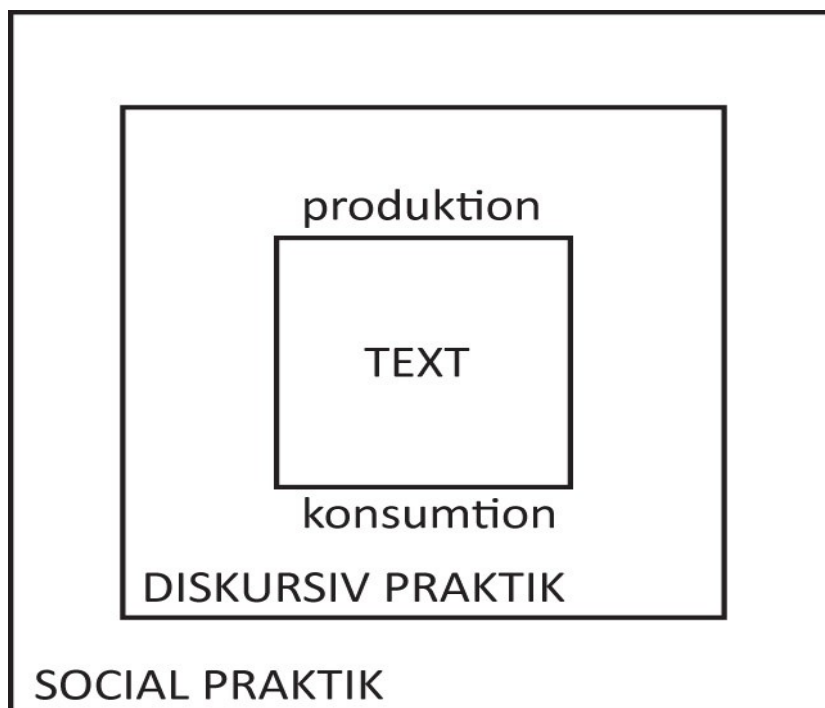 produktion
TEXT
konsumtion
DISKURSIV PRAKTIK
SOCIAL PRAKTIK